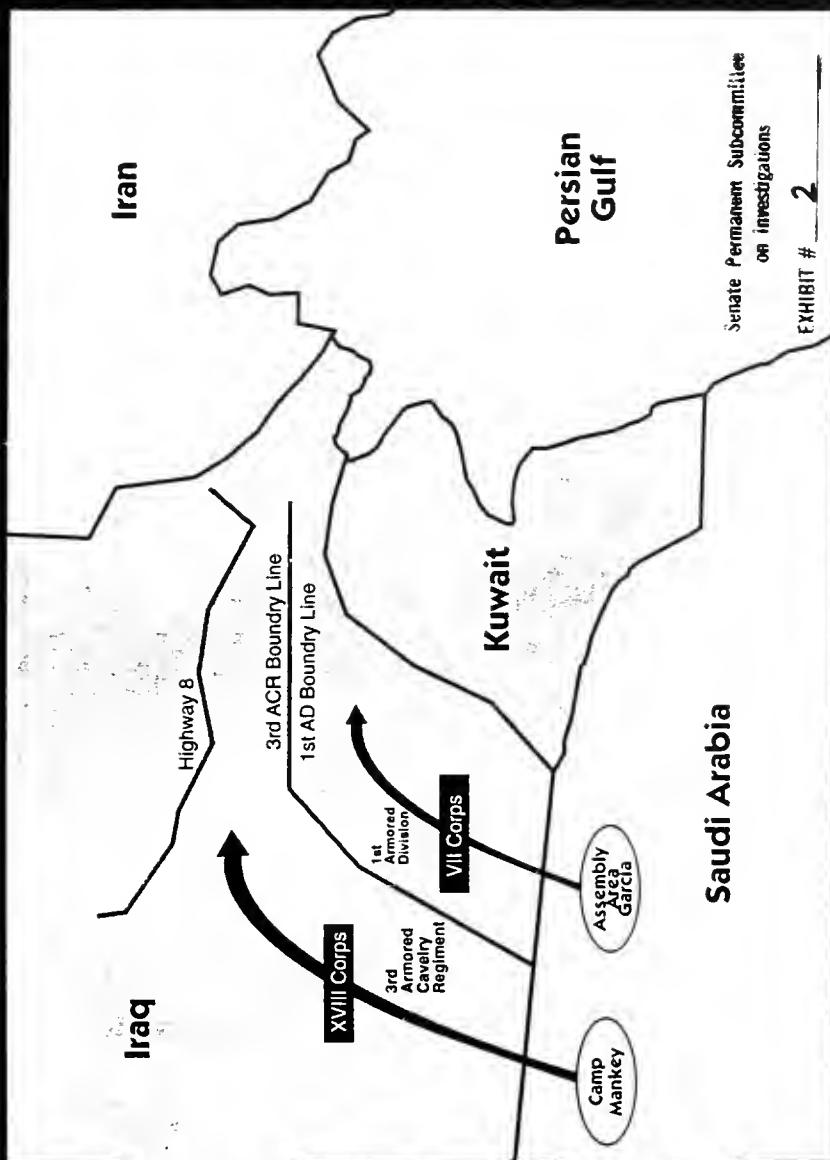 Iraq
Iran
Highway 8
3rd ACR Boundry Line
1st AD Boundry Line
XVIII Corps
3rd
Armored
Cavelry
Regiment
1st
Armored
Division
VII Corps
Kuwait
Persian
Gulf
Camp
Mankey
Assembly
Area
Garcia
Saudi Arabia
Senate Permanent Subcommittee
on investigations
EXHIBIT # 2